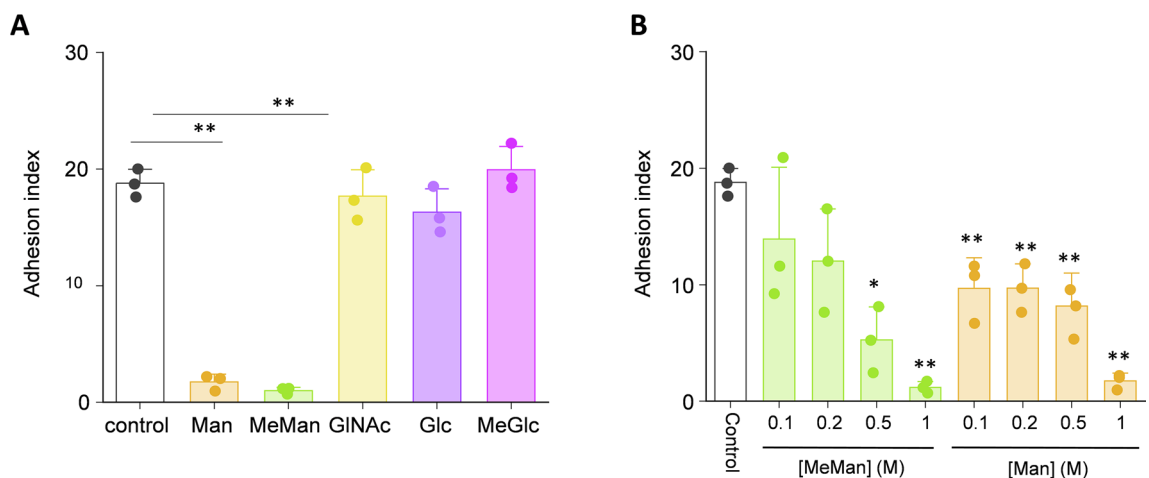 A
Adhesion index
30
20
10
0
**
**
control Man MeMan GlNAc Glc MeGlc
B
Adhesion index
30
20
10
0
*
**
**
**
**
**
Control 0.1 0.2 0.5 1 0.1 0.2 0.5 1
[MeMan] (M) [Man] (M)